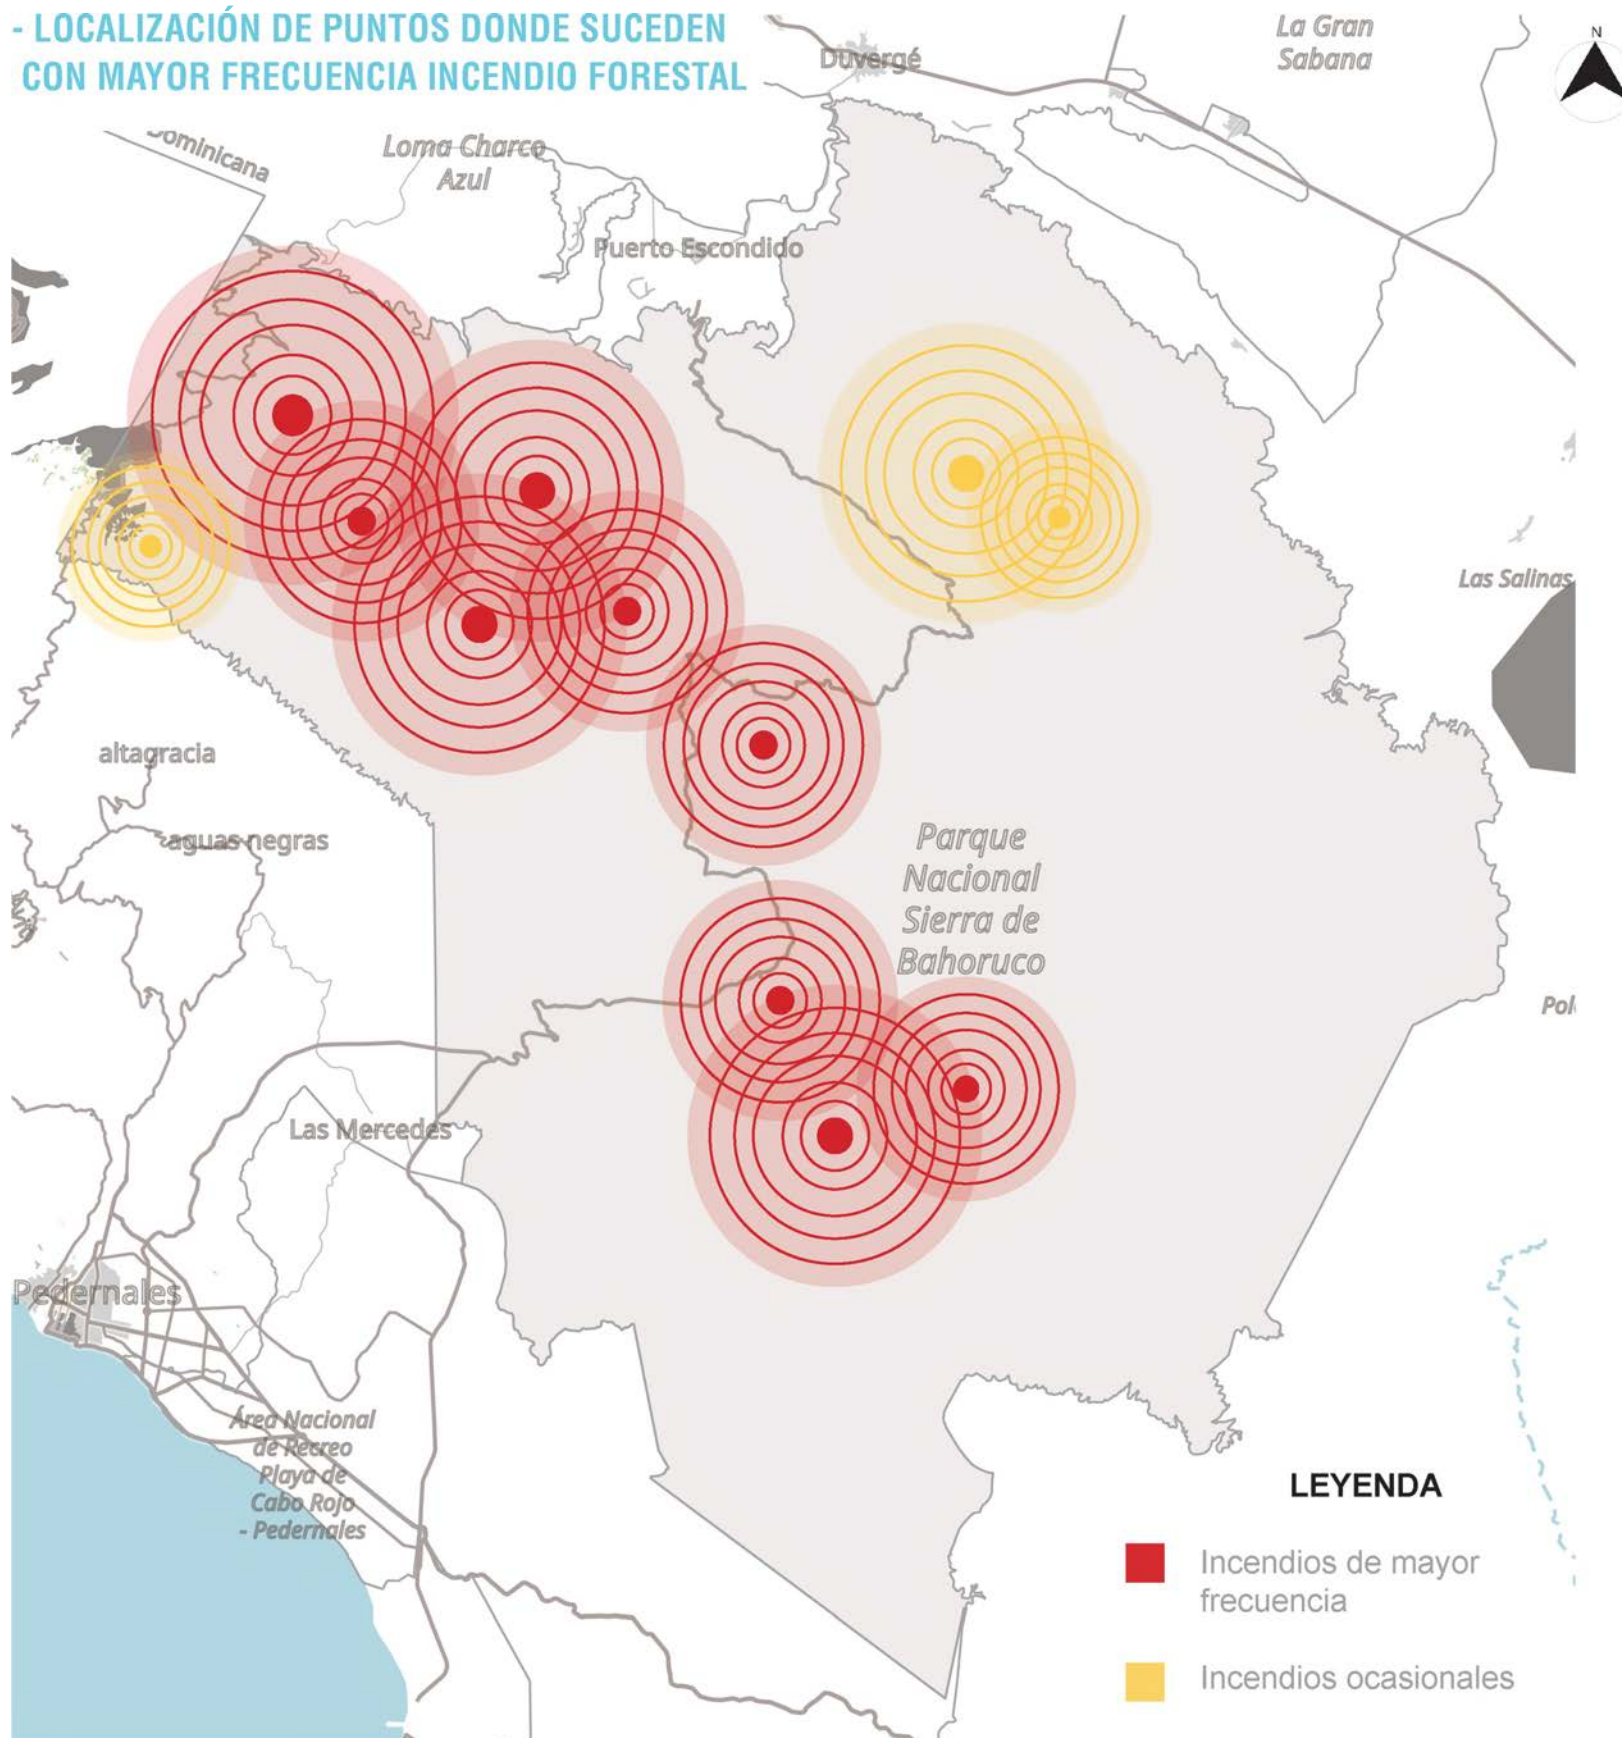 - LOCALIZACIÓN DE PUNTOS DONDE SUCEDEN
CON MAYOR FRECUENCIA INCENDIO FORESTAL
La Gran
Sabana
N
Duvergé
Dominicana
Loma Charco
Azul
Puerto Escondido
Las Salinas
altagracia
aguas negras
Parque
Nacional
Sierra de
Bahoruco
Las Mercedes
Pedernales
Área Nacional
de Recreo
Playa de
Cabo Rojo
- Pedernales
LEYENDA
Incendios de mayor
frecuencia
Incendios ocasionales